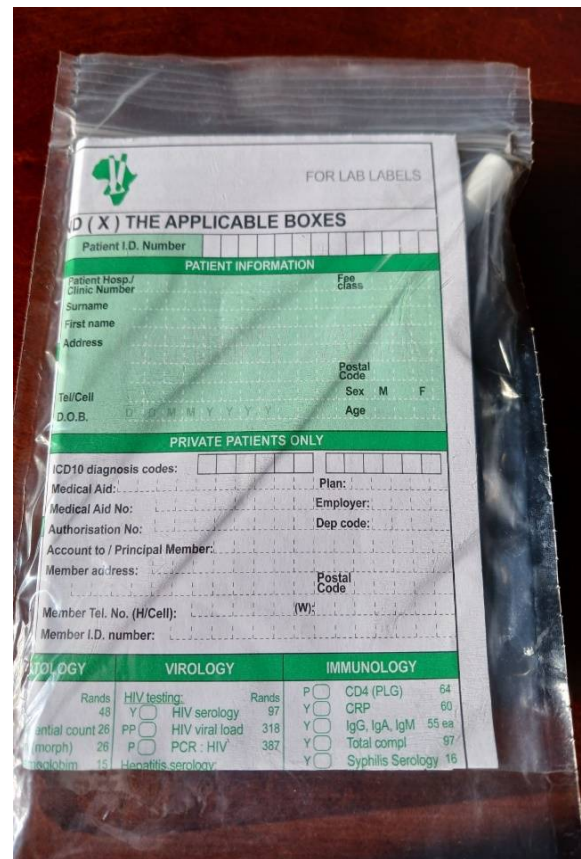 FOR LAB LABELS
D ( X ) THE APPLICABLE BOXES
Patient I.D. Number
PATIENT INFORMATION
Patient Hosp./ Fee
Clinic Number class
Surname
First name
Address
Postal
Code
Tel/Cell Sex M F
D.O.B. D D M M Y Y Y Y Age
PRIVATE PATIENTS ONLY
ICD10 diagnosis codes:
Medical Aid: Plan:
Medical Aid No: Employer:
Authorisation No: Dep code:
Account to / Principal Member:
Member address:
Postal
Code
Member Tel. No. (H/Cell): (W):
Member I.D. number:
TOLOGY VIROLOGY IMMUNOLOGY
Rands HIV testing: Rands P CD4 (PLG) 64
48 Y HIV serology 97 Y CRP 60
ential count 26 PP HIV viral load 318 Y IgG, IgA, IgM 55 ea
morph) 26 P PCR : HIV 387 Y Total compl 97
moglobim 15 Hepatitis serology: Y Syphilis Serology 16